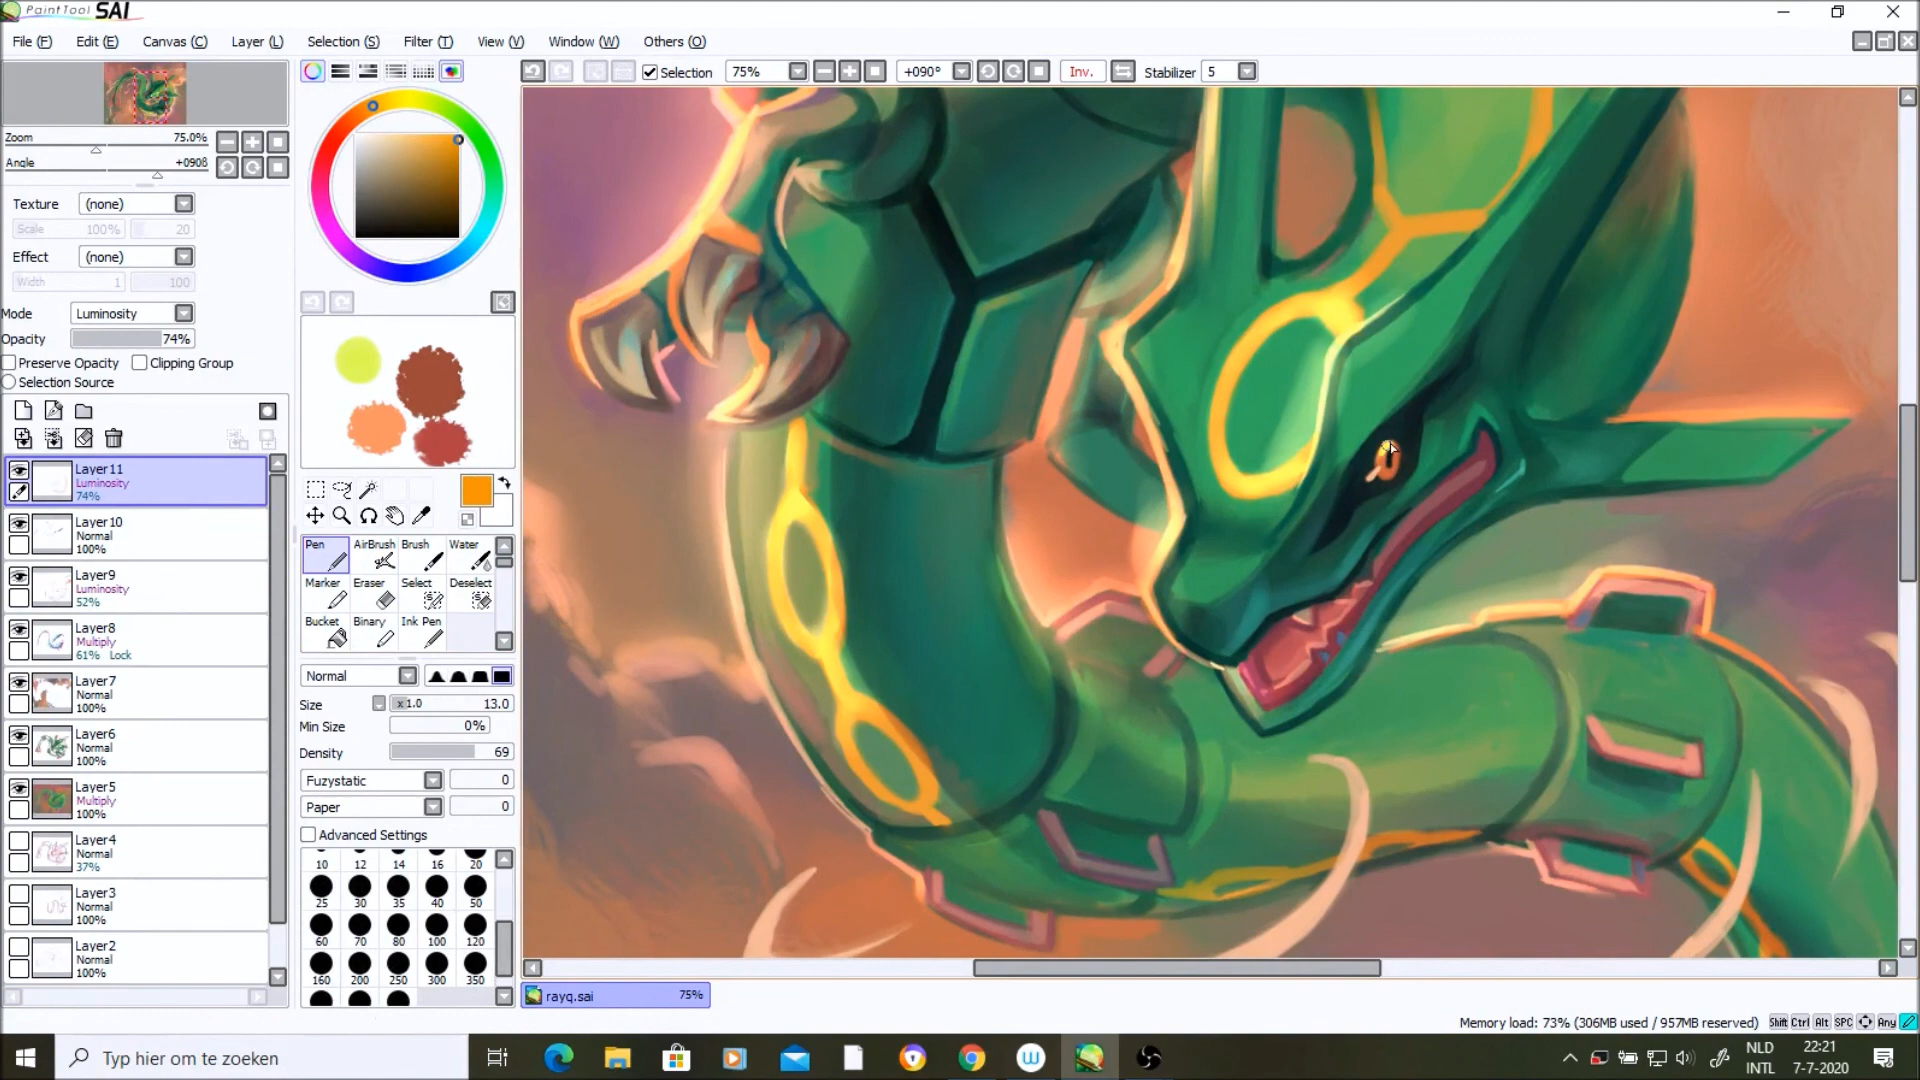 PaintTool SAI
File (F) Edit (E) Canvas (C) Layer (L) Selection (S) Filter (T) View (V) Window (W) Others (O)
Selection 75% +090° Inv. Stabilizer 5
Zoom 75.0%
Angle +090ß
Texture (none)
Scale 100% 20
Effect (none)
Width 1 100
Mode Luminosity
Opacity 74%
Preserve Opacity Clipping Group
Selection Source
Layer11
Luminosity
74%
Layer10
Normal
100%
Layer9
Luminosity
52%
Layer8
Multiply
61% Lock
Layer7
Normal
100%
Layer6
Normal
100%
Layer5
Multiply
100%
Layer4
Normal
37%
Layer3
Normal
100%
Layer2
Normal
100%
Pen AirBrush Brush Water
Marker Eraser Select Deselect
Bucket Binary Ink Pen
Normal
Size x1.0 13.0
Min Size 0%
Density 69
Fuzystatic 0
Paper 0
Advanced Settings
10 12 14 16 20
25 30 35 40 50
60 70 80 100 120
160 200 250 300 350
rayq.sai 75%
Memory load: 73% (306MB used / 957MB reserved) Shift Ctrl Alt SPC Any
Typ hier om te zoeken
NLD
INTL
22:21
7-7-2020